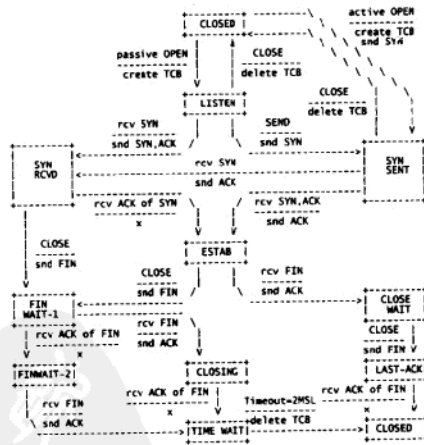 active OPEN
CLOSED
create TCB
snd SYN
passive OPEN CLOSE
create TCB delete TCB
CLOSE
LISTEN delete TCB
rcv SYN SEND
snd SYN,ACK snd SYN
SYN RCVD
rcv SYN
snd ACK
SYN SENT
rcv ACK of SYN rcv SYN,ACK
x snd ACK
CLOSE
snd FIN
ESTAB
CLOSE rcv FIN
snd FIN snd ACK
FIN WAIT-1
CLOSE WAIT
rcv ACK of FIN rcv FIN CLOSE
x snd ACK snd FIN
FINWAIT-2 CLOSING LAST-ACK
rcv ACK of FIN rcv ACK of FIN
rcv FIN x Timeout=2MSL x
snd ACK delete TCB
TIME WAIT CLOSED